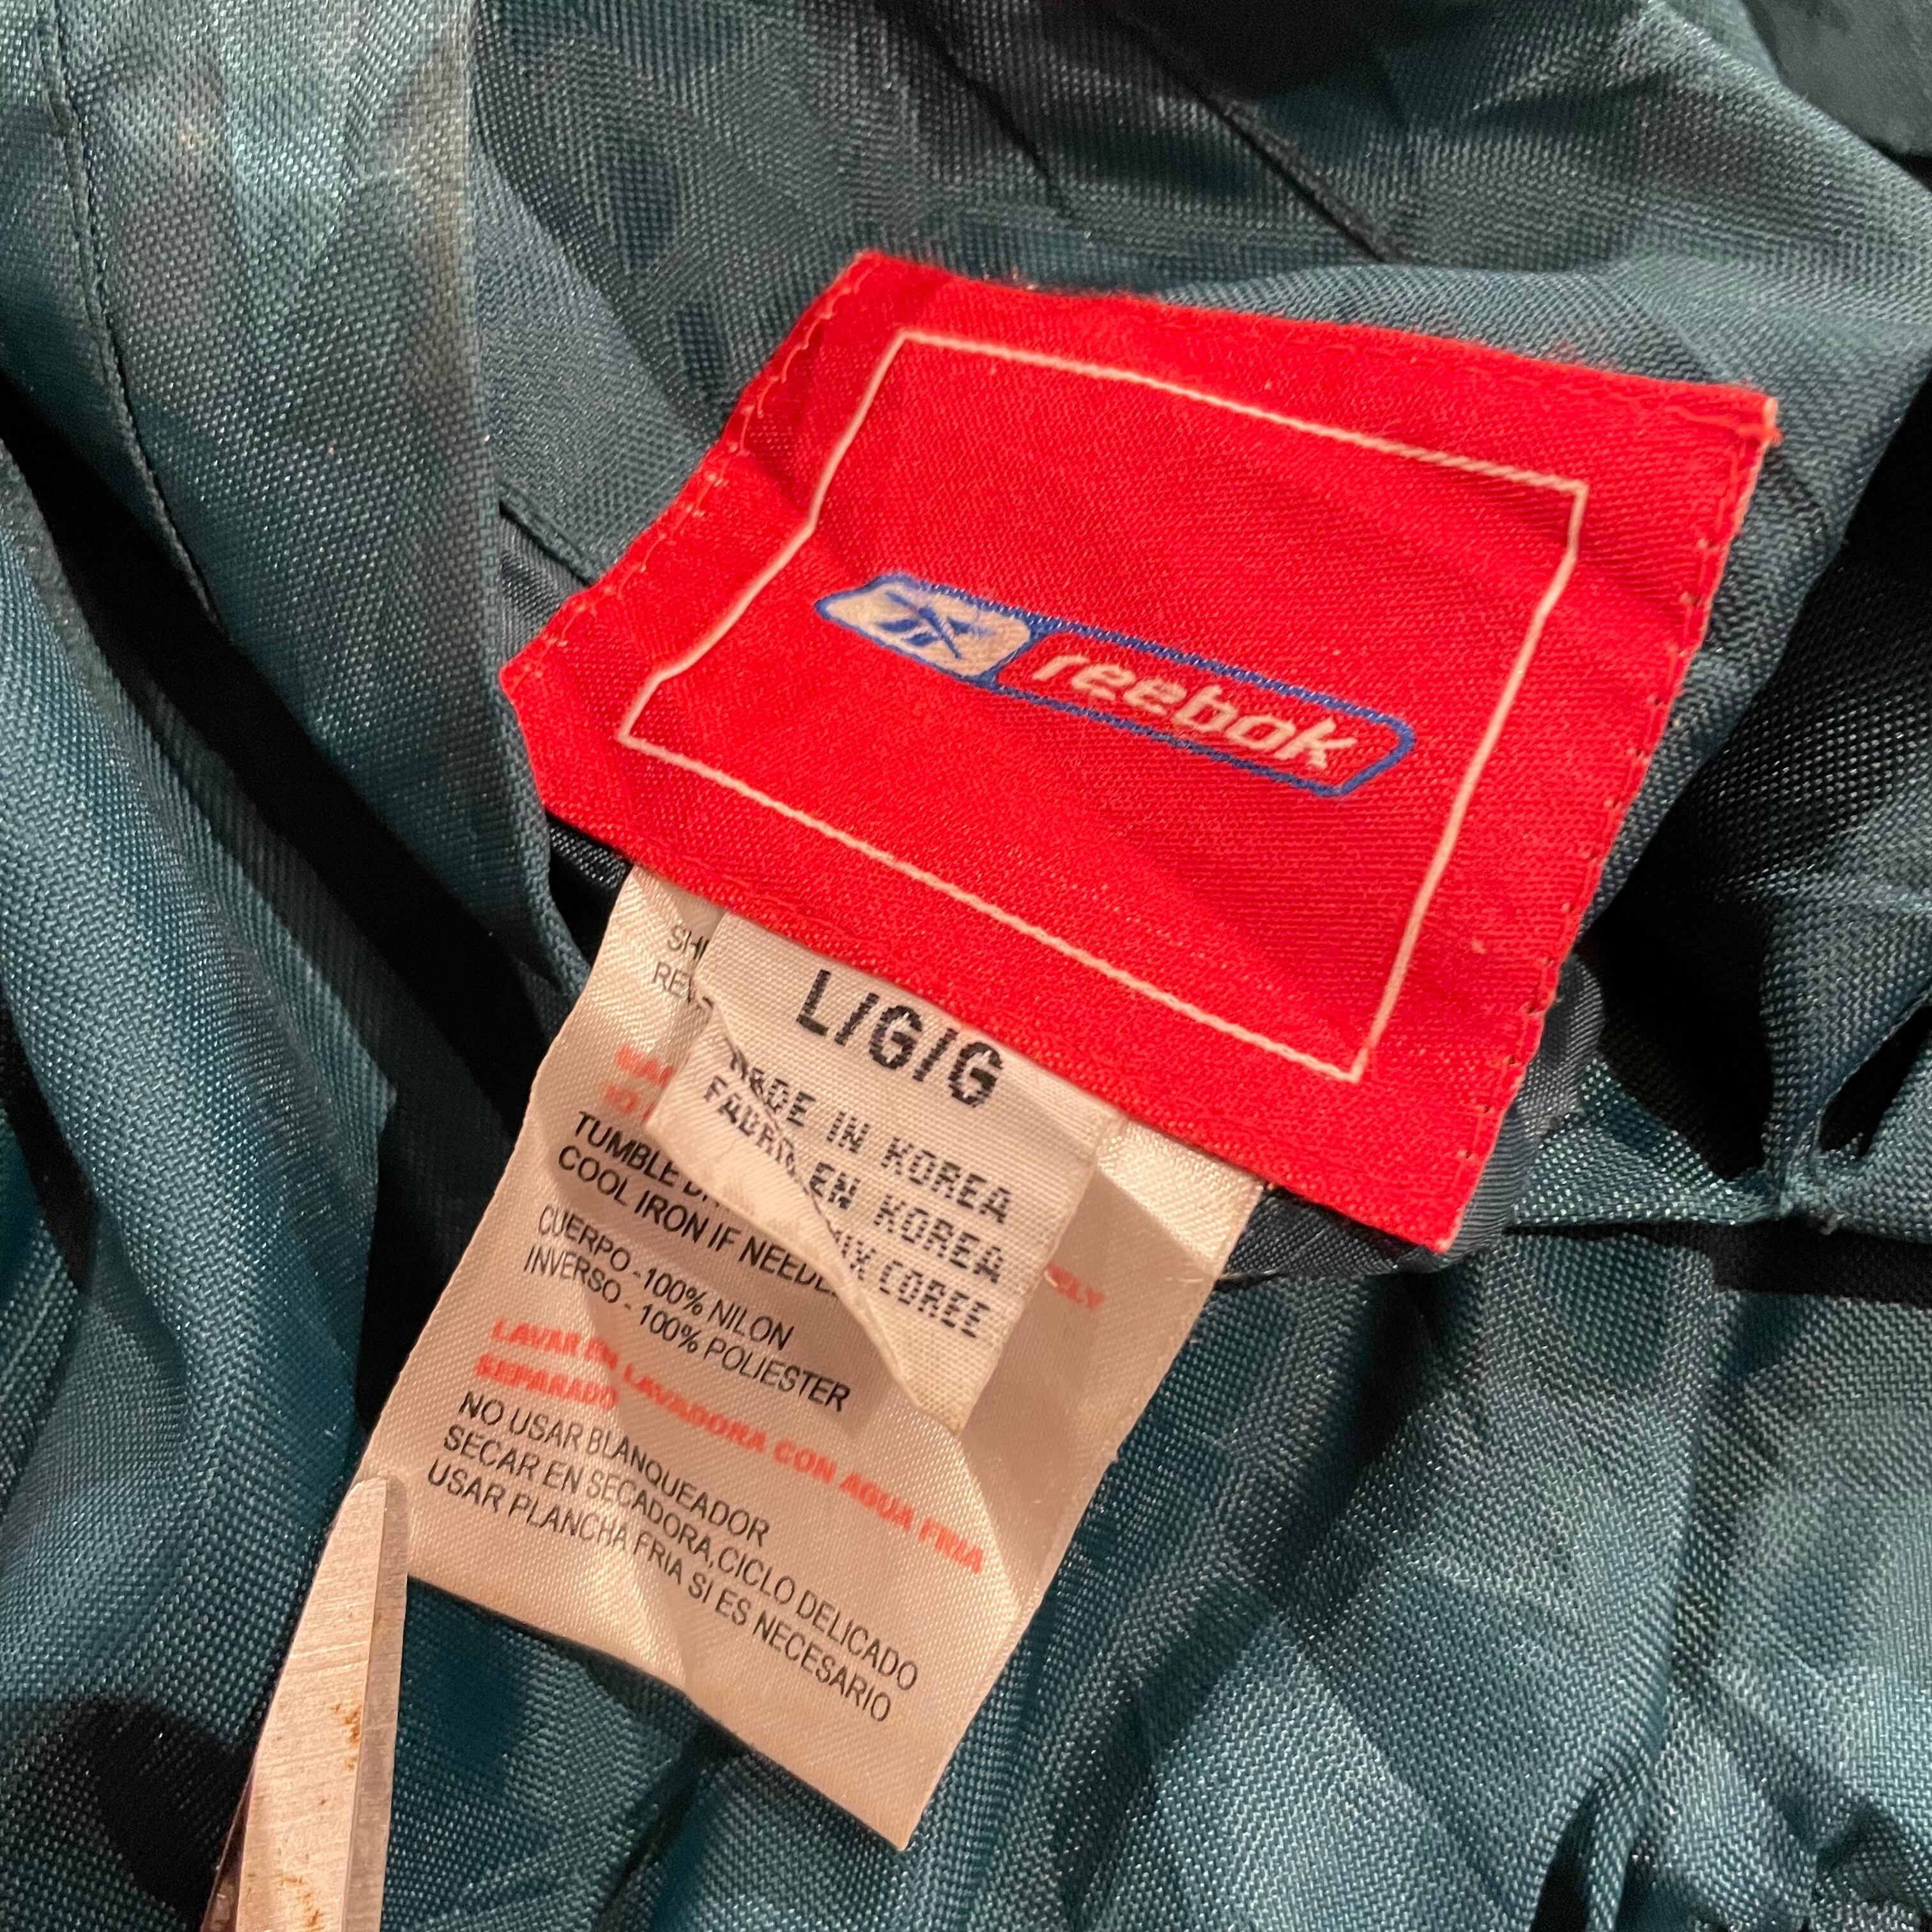 reebok
L/G/G
MADE IN KOREA
EN KOREA
COREE
TUMBLE
COOL IRON IF
CUERPO - 100% NILON
INVERSO - 100% POLIESTER
LAVAR EN LAVADORA CON AGUA FRIA
SEPARADO
NO USAR BLANQUEADOR
SECAR EN SECADORA, CICLO DELICADO
USAR PLANCHA FRIA SI ES NECESARIO